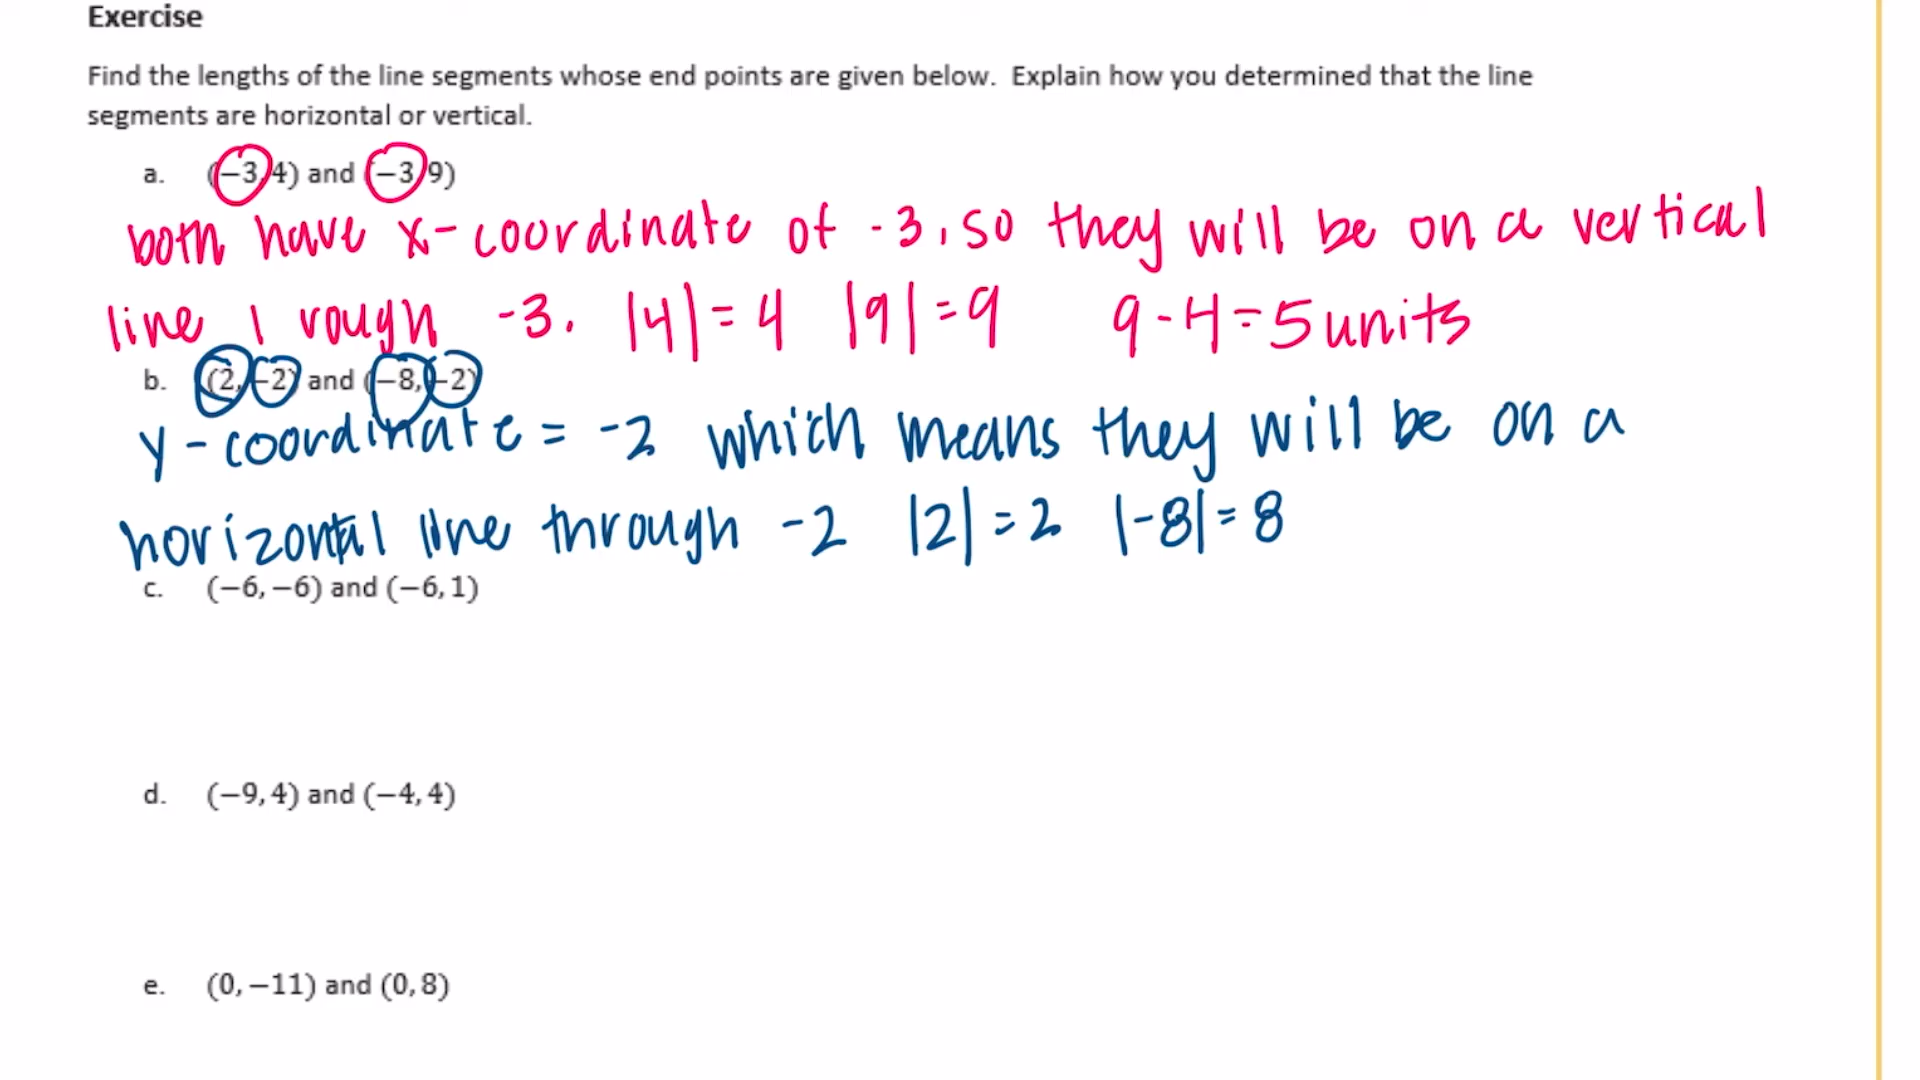 Exercise
Find the lengths of the line segments whose end points are given below. Explain how you determined that the line
segments are horizontal or vertical.
a. (−3, 4) and (−3, 9)
both have x-coordinate of -3, so they will be on a vertical
line through -3. |4|=4 |9|=9 9-4=5 units
b. (2, −2) and (−8, −2)
y-coordinate = -2 which means they will be on a
horizontal line through -2 |2|=2 |-8|=8
c. (−6, −6) and (−6, 1)
d. (−9, 4) and (−4, 4)
e. (0, −11) and (0, 8)